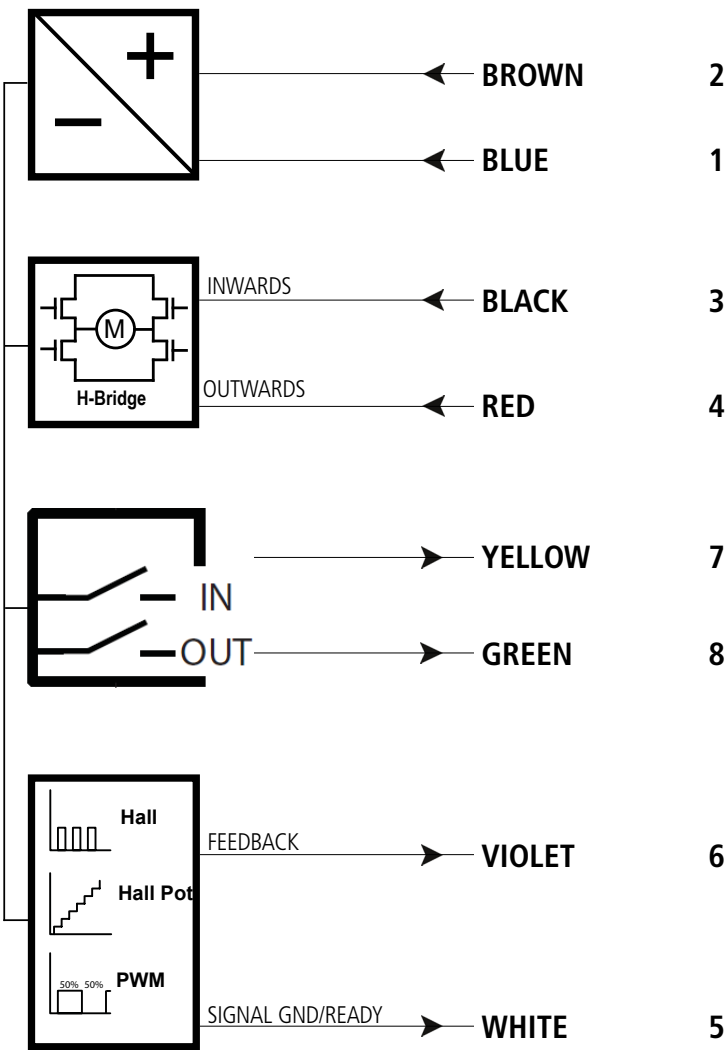 BROWN 2
BLUE 1
INWARDS
BLACK 3
M
H-Bridge
OUTWARDS
RED 4
YELLOW 7
IN
OUT
GREEN 8
Hall
FEEDBACK
VIOLET 6
Hall Pot
PWM
50% 50%
SIGNAL GND/READY
WHITE 5